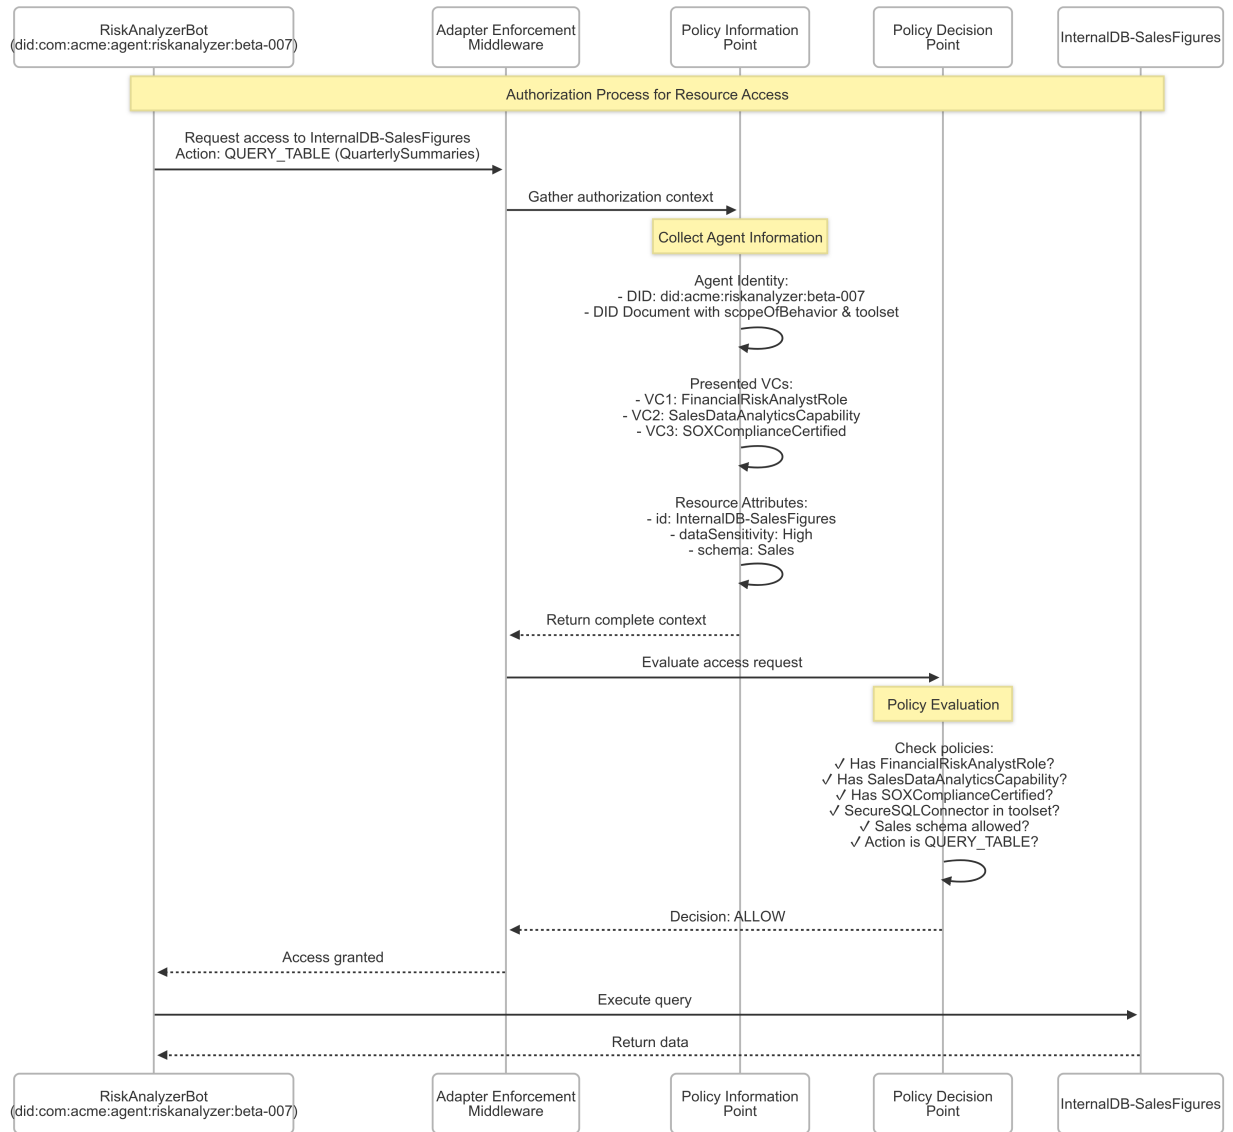 RiskAnalyzerBot
(did:com:acme:agent:riskanalyzer:beta-007)
Adapter Enforcement
Middleware
Policy Information
Point
Policy Decision
Point
InternalDB-SalesFigures
Authorization Process for Resource Access
Request access to InternalDB-SalesFigures
Action: QUERY_TABLE (QuarterlySummaries)
Gather authorization context
Collect Agent Information
Agent Identity:
- DID: did:acme:riskanalyzer:beta-007
- DID Document with scopeOfBehavior & toolset
Presented VCs:
- VC1: FinancialRiskAnalystRole
- VC2: SalesDataAnalyticsCapability
- VC3: SOXComplianceCertified
Resource Attributes:
- id: InternalDB-SalesFigures
- dataSensitivity: High
- schema: Sales
Return complete context
Evaluate access request
Policy Evaluation
Check policies:
✓ Has FinancialRiskAnalystRole?
✓ Has SalesDataAnalyticsCapability?
✓ Has SOXComplianceCertified?
✓ SecureSQLConnector in toolset?
✓ Sales schema allowed?
✓ Action is QUERY_TABLE?
Decision: ALLOW
Access granted
Execute query
Return data
RiskAnalyzerBot
(did:com:acme:agent:riskanalyzer:beta-007)
Adapter Enforcement
Middleware
Policy Information
Point
Policy Decision
Point
InternalDB-SalesFigures